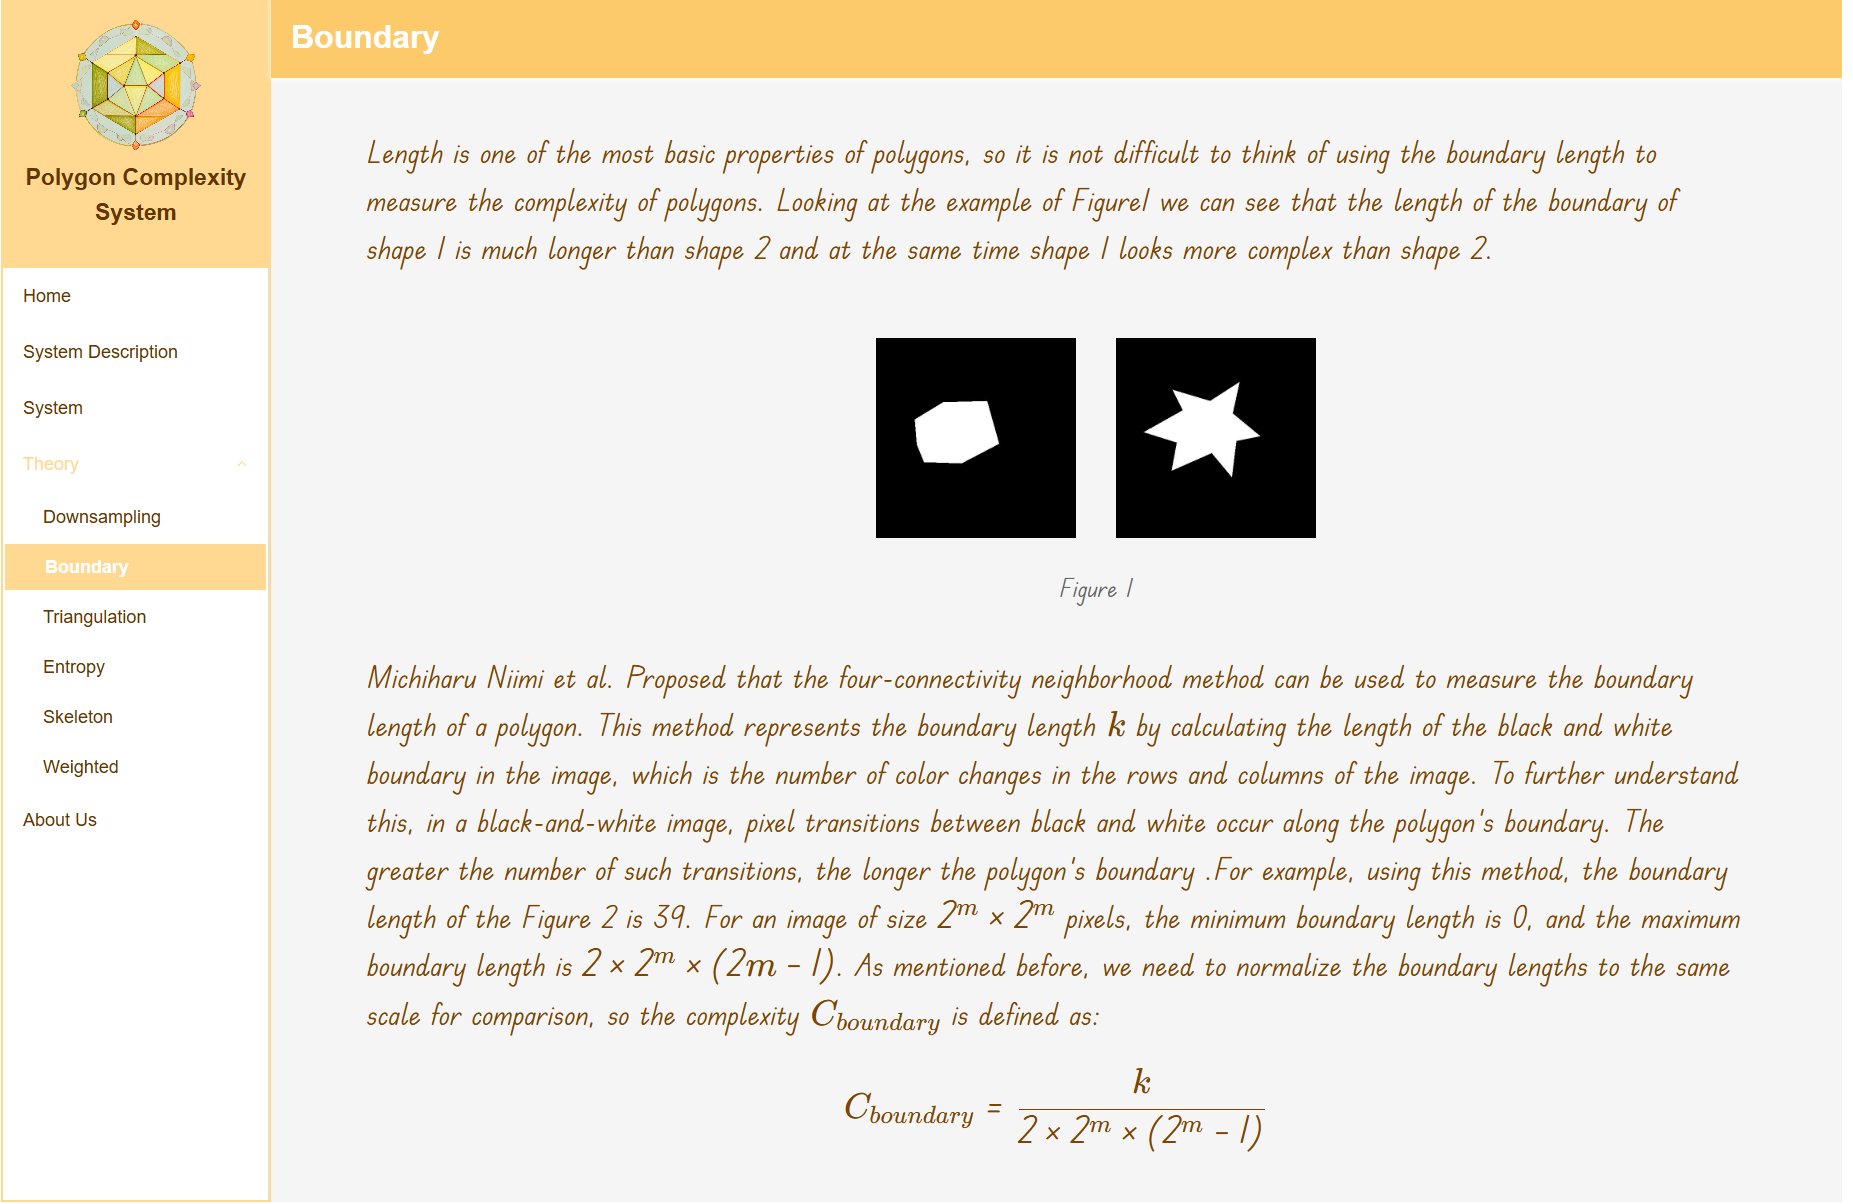 Polygon Complexity
System
Home
System Description
System
Theory
Downsampling
Boundary
Triangulation
Entropy
Skeleton
Weighted
About Us
Boundary
Length is one of the most basic properties of polygons, so it is not difficult to think of using the boundary length to
measure the complexity of polygons. Looking at the example of Figure1 we can see that the length of the boundary of
shape 1 is much longer than shape 2 and at the same time shape 1 looks more complex than shape 2.
Figure 1
Michiharu Niimi et al. Proposed that the four-connectivity neighborhood method can be used to measure the boundary
length of a polygon. This method represents the boundary length k by calculating the length of the black and white
boundary in the image, which is the number of color changes in the rows and columns of the image. To further understand
this, in a black-and-white image, pixel transitions between black and white occur along the polygon's boundary. The
greater the number of such transitions, the longer the polygon's boundary .For example, using this method, the boundary
length of the Figure 2 is 39. For an image of size 2^m × 2^m pixels, the minimum boundary length is 0, and the maximum
boundary length is 2 × 2^m × (2m − 1). As mentioned before, we need to normalize the boundary lengths to the same
scale for comparison, so the complexity C_boundary is defined as:
C_boundary = k / (2 × 2^m × (2^m − 1))